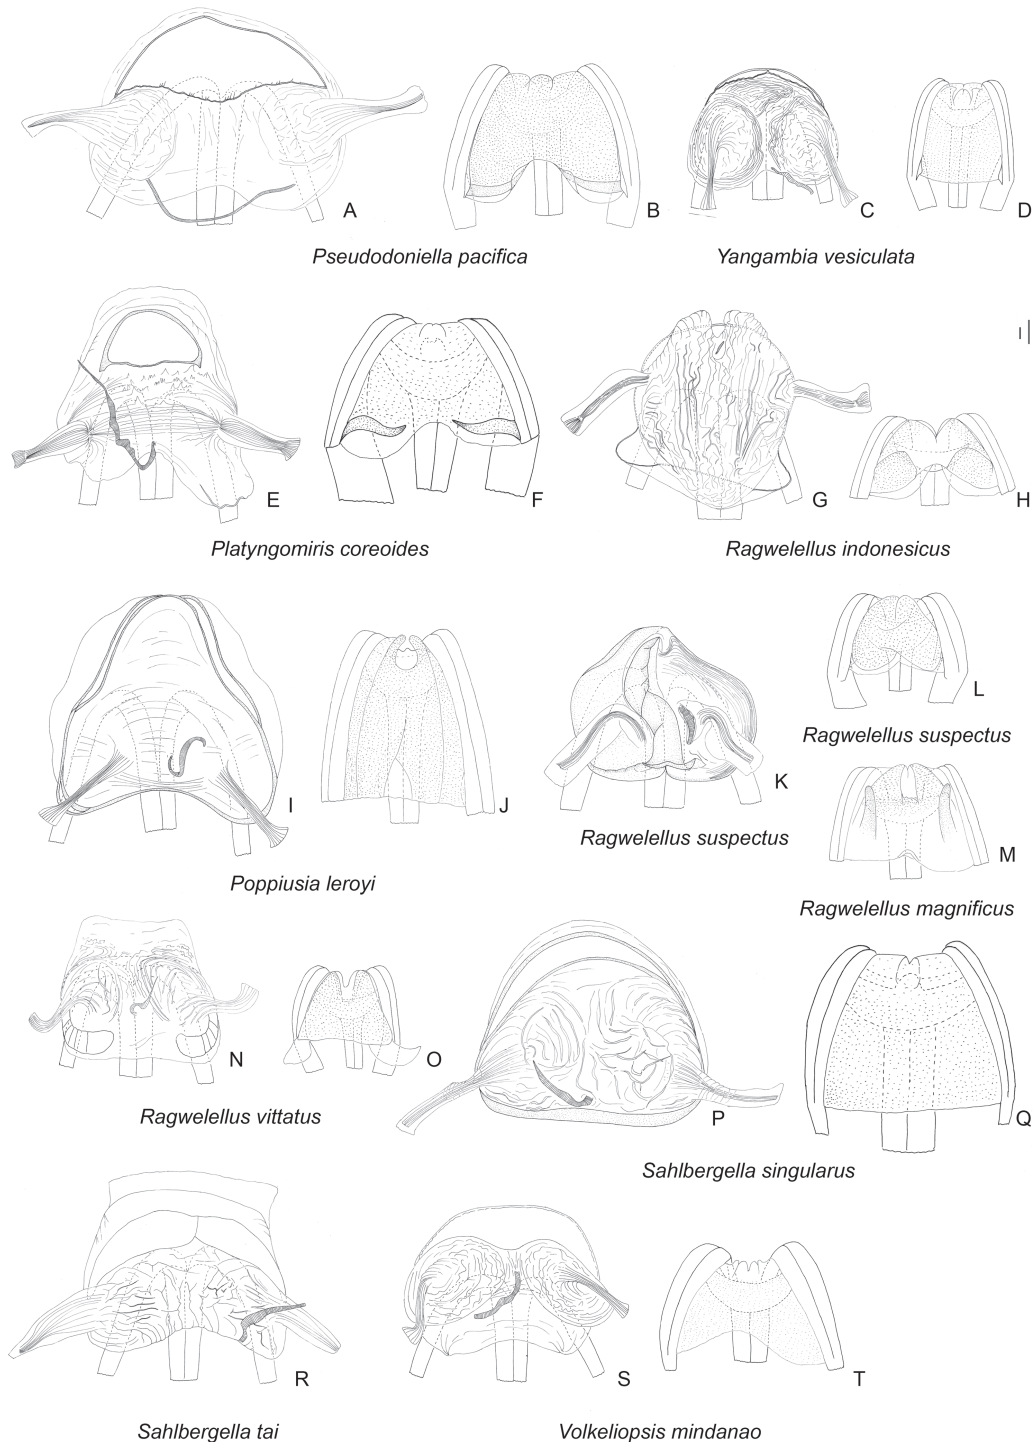 A
B
C
D
Pseudodoniella pacifica
Yangambia vesiculata
E
F
G
H
Platyngomiris coreoides
Ragwelellus indonesicus
I
J
K
L
Ragwelellus suspectus
Ragwelellus suspectus
M
Poppiusia leroyi
Ragwelellus magnificus
N
O
P
Q
Ragwelellus vittatus
Sahlbergella singularus
R
S
T
Sahlbergella tai
Volkeliopsis mindanao